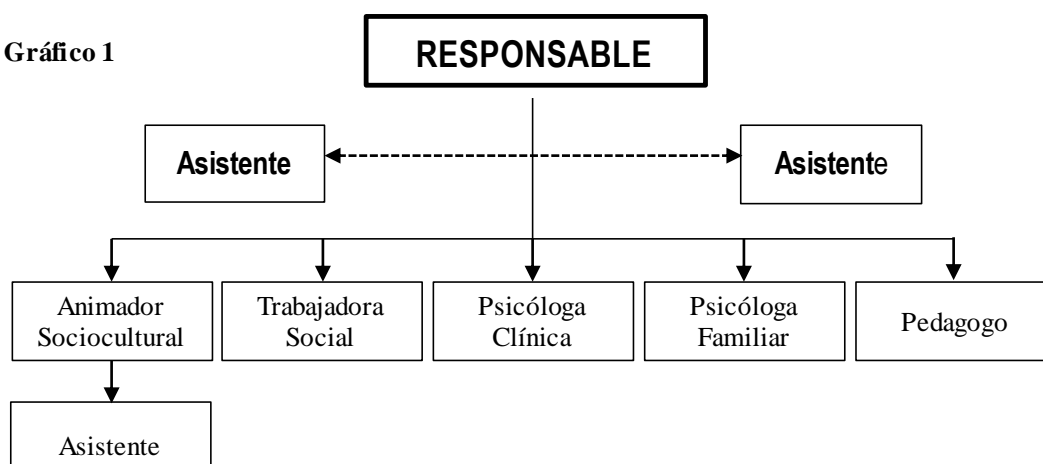 Gráfico 1
RESPONSABLE
Asistente
Asistente
Animador
Sociocultural
Trabajadora
Social
Psicóloga
Clínica
Psicóloga
Familiar
Pedagogo
Asistente